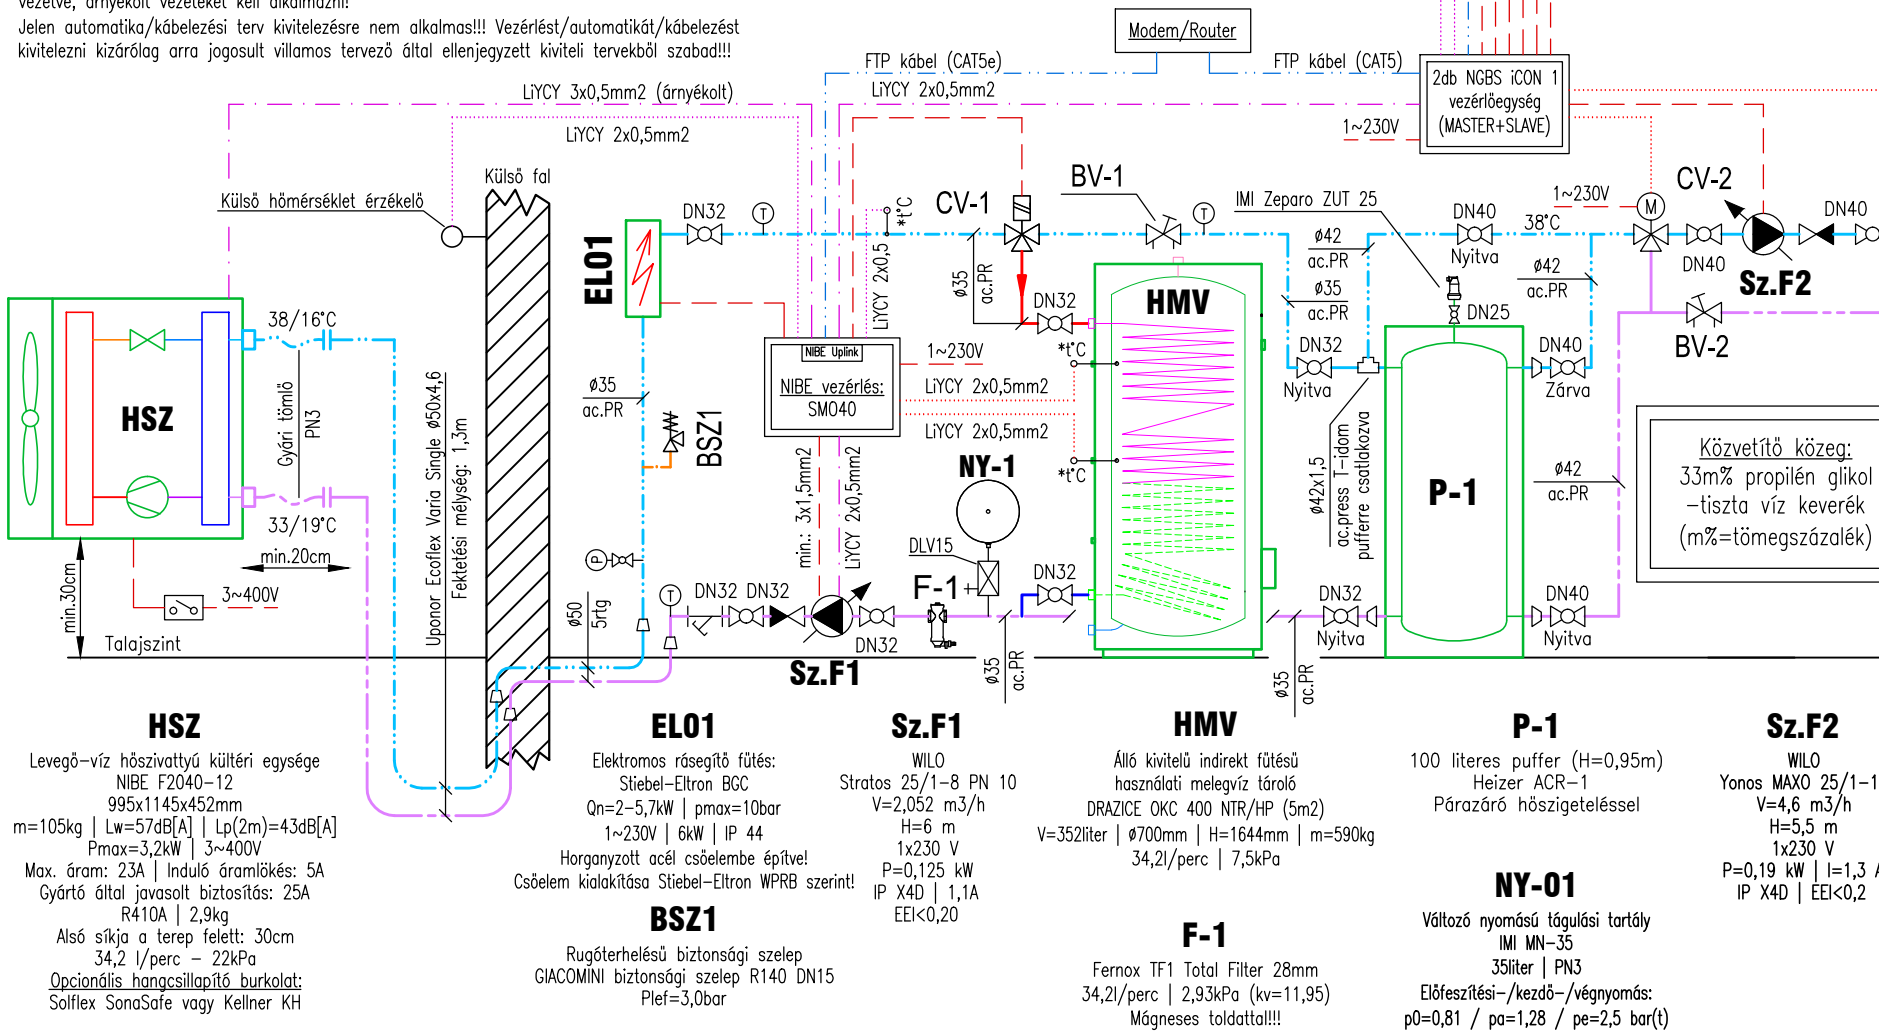 vezetve, árnyékolt vezetéket kell alkalmazni!
Jelen automatika/kábelezési terv kivitelezésre nem alkalmas!!! Vezérlést/automatikát/kábelezést
kivitelezni kizárólag arra jogosult villamos tervező által ellenjegyzett kiviteli tervekből szabad!!!
Modem/Router
FTP kábel (CAT5e)
FTP kábel (CAT5)
LiYCY 3x0,5mm2 (árnyékolt)
LiYCY 2x0,5mm2
LiYCY 2x0,5mm2
2db NGBS iCON 1
vezérlőegység
(MASTER+SLAVE)
1~230V
Külső fal
Külső hőmérséklet érzékelő
DN32
T
*t°C
CV-1
BV-1
T
IMI Zeparo ZUT 25
DN40
Nyitva
38°C
1~230V
M
CV-2
DN40
DN40
Sz.F2
EL01
LiYCY 2x0,5
ø35
ac.PR
ø42
ac.PR
ø35
ac.PR
ø42
ac.PR
DN32
HMV
DN25
BV-2
38/16°C
HSZ
Gyári tömlő
PN3
33/19°C
min.20cm
min.30cm
3~400V
Talajszint
Uponor Ecoflex Varia Single ø50x4,6
Fektetési mélység: 1,3m
ø35
ac.PR
BSZ1
NIBE Uplink
NIBE vezérlés:
SMO40
1~230V
LiYCY 2x0,5mm2
LiYCY 2x0,5mm2
*t°C
*t°C
DN32
Nyitva
DN40
Zárva
ø42x1,5
ac.press T-idom
pufferre csatlakozva
P-1
ø42
ac.PR
Közvetítő közeg:
33m% propilén glikol
-tiszta víz keverék
(m%=tömegszázalék)
min.: 3x1,5mm2
LiYCY 2x0,5mm2
NY-1
DLV15
F-1
P
ø50
5rtg
T
DN32
DN32
DN32
Sz.F1
DN32
ø35
ac.PR
ø35
ac.PR
DN32
Nyitva
DN40
Nyitva
HSZ
Levegő-víz hőszivattyú kültéri egysége
NIBE F2040-12
995x1145x452mm
m=105kg | Lw=57dB[A] | Lp(2m)=43dB[A]
Pmax=3,2kW | 3~400V
Max. áram: 23A | Induló áramlökés: 5A
Gyártó által javasolt biztosítás: 25A
R410A | 2,9kg
Alsó síkja a terep felett: 30cm
34,2 l/perc - 22kPa
Opcionális hangcsillapító burkolat:
Solflex SonaSafe vagy Kellner KH
EL01
Elektromos rásegítő fűtés:
Stiebel-Eltron BGC
Qn=2-5,7kW | pmax=10bar
1~230V | 6kW | IP 44
Horganyzott acél csőelembe építve!
Csőelem kialakítása Stiebel-Eltron WPRB szerint!
BSZ1
Rugóterhelésű biztonsági szelep
GIACOMINI biztonsági szelep R140 DN15
Plef=3,0bar
Sz.F1
WILO
Stratos 25/1-8 PN 10
V=2,052 m3/h
H=6 m
1x230 V
P=0,125 kW
IP X4D | 1,1A
EEI<0,20
HMV
Álló kivitelű indirekt fűtésű
használati melegvíz tároló
DRAZICE OKC 400 NTR/HP (5m2)
V=352liter | ø700mm | H=1644mm | m=590kg
34,2l/perc | 7,5kPa
F-1
Fernox TF1 Total Filter 28mm
34,2l/perc | 2,93kPa (kv=11,95)
Mágneses toldattal!!!
P-1
100 literes puffer (H=0,95m)
Heizer ACR-1
Párazáró hőszigeteléssel
NY-01
Változó nyomású tágulási tartály
IMI MN-35
35liter | PN3
Előfeszítési-/kezdő-/végnyomás:
p0=0,81 / pa=1,28 / pe=2,5 bar(t)
Sz.F2
WILO
Yonos MAXO 25/1-1
V=4,6 m3/h
H=5,5 m
1x230 V
P=0,19 kW | I=1,3 A
IP X4D | EEI<0,2